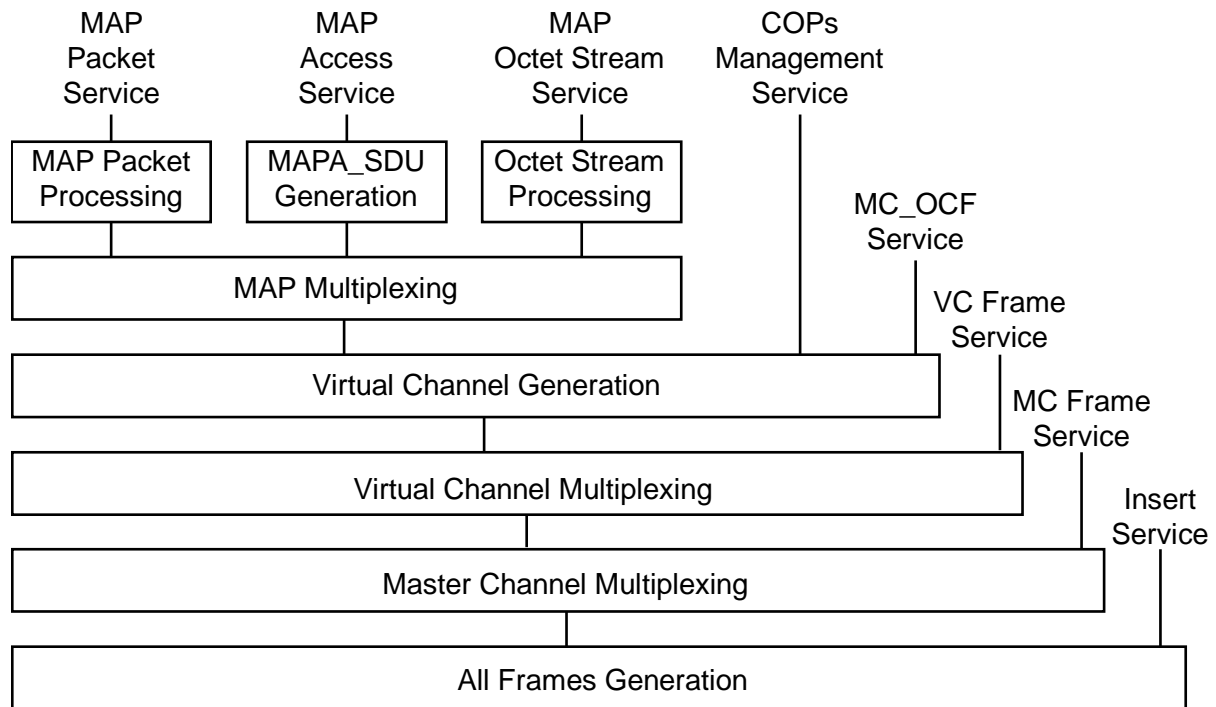 MAP
Packet
Service
MAP
Access
Service
MAP
Octet Stream
Service
COPs
Management
Service
MAP Packet
Processing
MAPA_SDU
Generation
Octet Stream
Processing
MC_OCF
Service
MAP Multiplexing
VC Frame
Service
Virtual Channel Generation
MC Frame
Service
Virtual Channel Multiplexing
Insert
Service
Master Channel Multiplexing
All Frames Generation